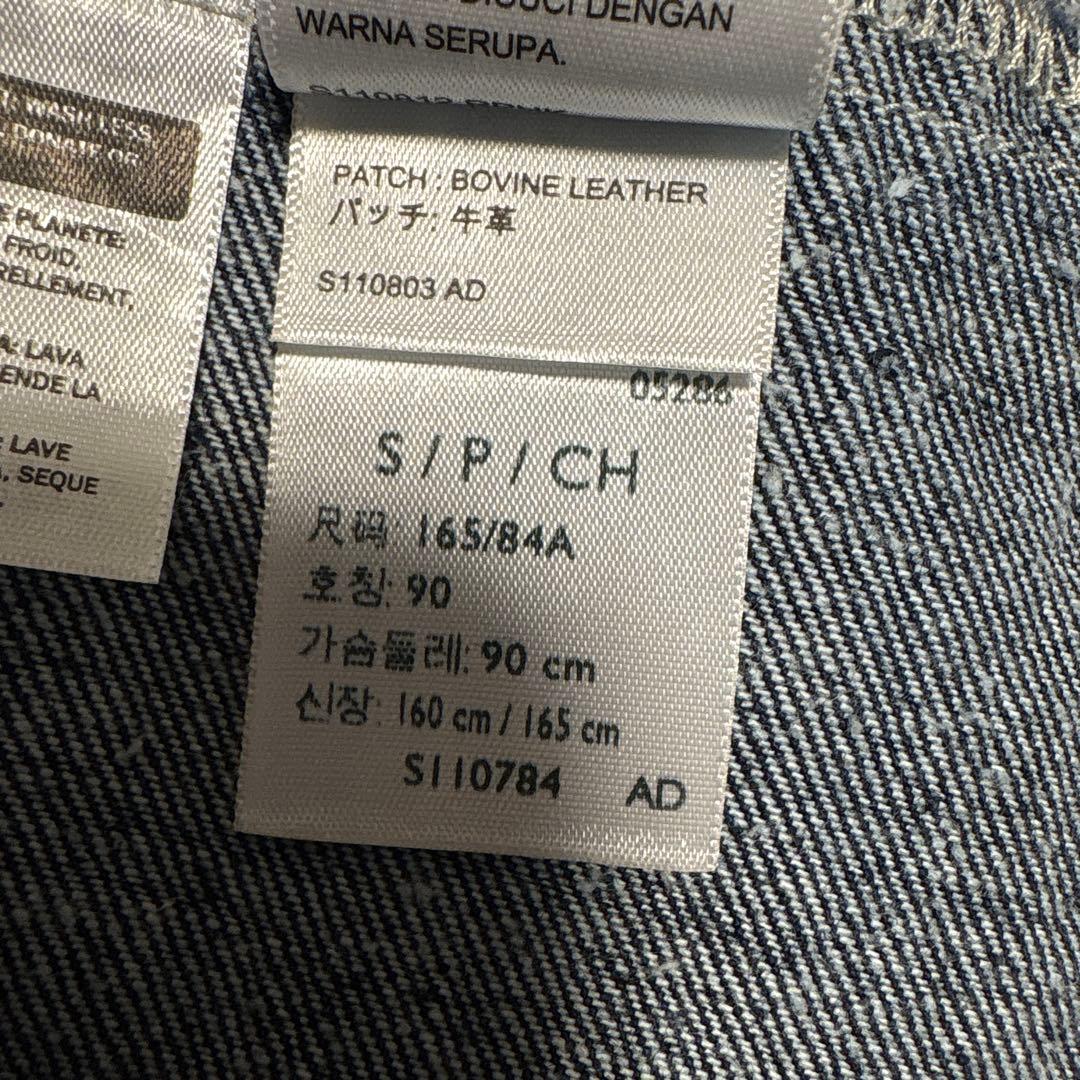 PLANETE:
FROID,
RELLEMENT,
LAVA
ENDE LA
LAVE
SEQUE
DICUCI DENGAN
WARNA SERUPA.
PATCH : BOVINE LEATHER
パッチ: 牛革
S110803 AD
05286
S / P / CH
尺码: 165/84A
호칭: 90
가슴둘레: 90 cm
신장: 160 cm / 165 cm
S110784 AD